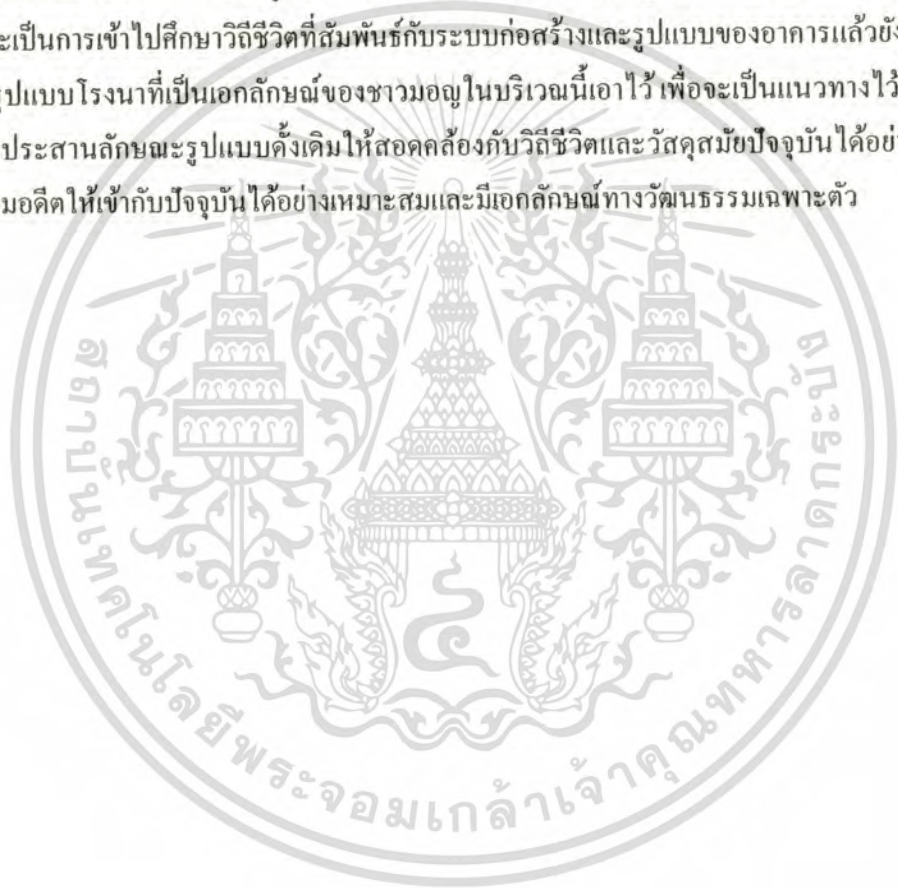 ะเป็นการเข้าไปศึกษาวิถีชีวิตที่สัมพันธ์กับระบบก่อสร้างและรูปแบบของอาคารแล้วยัง
รูปแบบโรงนาที่เป็นเอกลักษณ์ของชาวมอญในบริเวณนี้เอาไว้ เพื่อจะเป็นแนวทางไว้
ประสานลักษณะรูปแบบดั้งเดิมให้สอดคล้องกับวิถีชีวิตและวัสดุสมัยปัจจุบันได้อย่า
มอดีตให้เข้ากับปัจจุบันได้อย่างเหมาะสมและมีเอกลักษณ์ทางวัฒนธรรมเฉพาะตัว
สถาบันเทคโนโลยีพระจอมเกล้าเจ้าคุณทหารลาดกระบัง